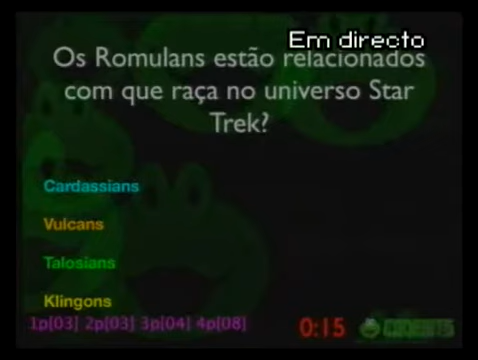 Em directo
Os Romulans estão relacionados
com que raça no universo Star
Trek?
Cardassians
Vulcans
Talosians
Klingons
1p[03] 2p[03] 3p[04] 4p[08]
0:15